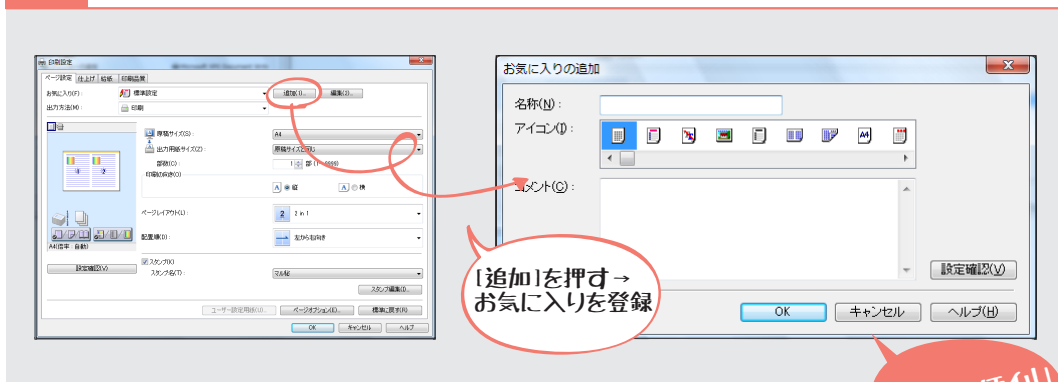 印刷設定
ページ設定 仕上げ 給紙 印刷品質
お気に入り(F): 標準設定 追加(1)... 編集(2)...
出力方法(M): 印刷
原稿サイズ(S): A4
出力用紙サイズ(Z): 原稿サイズと同じ
部数(C): 1 部 (1 - 9999)
印刷の向き(O)
A 縦 A 横
ページレイアウト(L): 2 2 in 1
A4(倍率: 自動)
配置順(D): 左から右向き
設定確認(V)
スタンプ(K)
スタンプ名(T): マル秘
スタンプ編集(I)...
ユーザー設定用紙(U)... ページオプション(E)... 標準に戻す(R)
OK キャンセル ヘルプ
お気に入りの追加
名称(N):
アイコン(I):
コメント(C):
設定確認(V)
OK キャンセル ヘルプ(H)
[追加]を押す→
お気に入りを登録